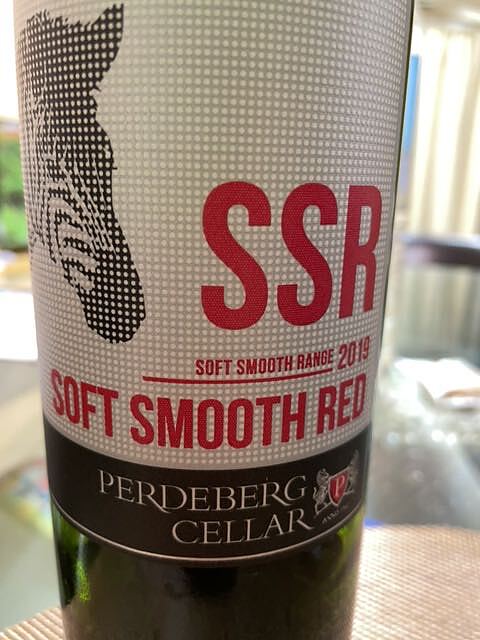 SSR
SOFT SMOOTH RANGE 2019
SOFT SMOOTH RED
PERDEBERG
CELLAR
P